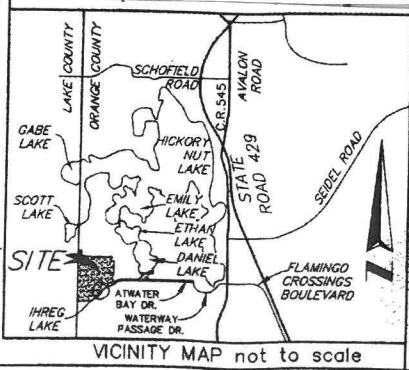 LAKE COUNTY
ORANGE COUNTY
SCHOFIELD
ROAD
C.R.545
AVALON
ROAD
GABE
LAKE
HICKORY
NUT
LAKE
STATE
ROAD 429
SEIDEL ROAD
SCOTT
LAKE
EMILY
LAKE
ETHAN
LAKE
SITE
DANIEL
LAKE
FLAMINGO
CROSSINGS
BOULEVARD
IHREG
LAKE
ATWATER
BAY DR.
WATERWAY
PASSAGE DR.
VICINITY MAP not to scale